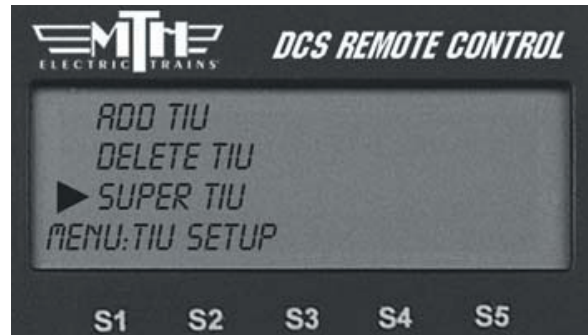 MTH
ELECTRIC TRAINS
DCS REMOTE CONTROL
ADD TIU
DELETE TIU
SUPER TIU
MENU:TIU SETUP
S1 S2 S3 S4 S5